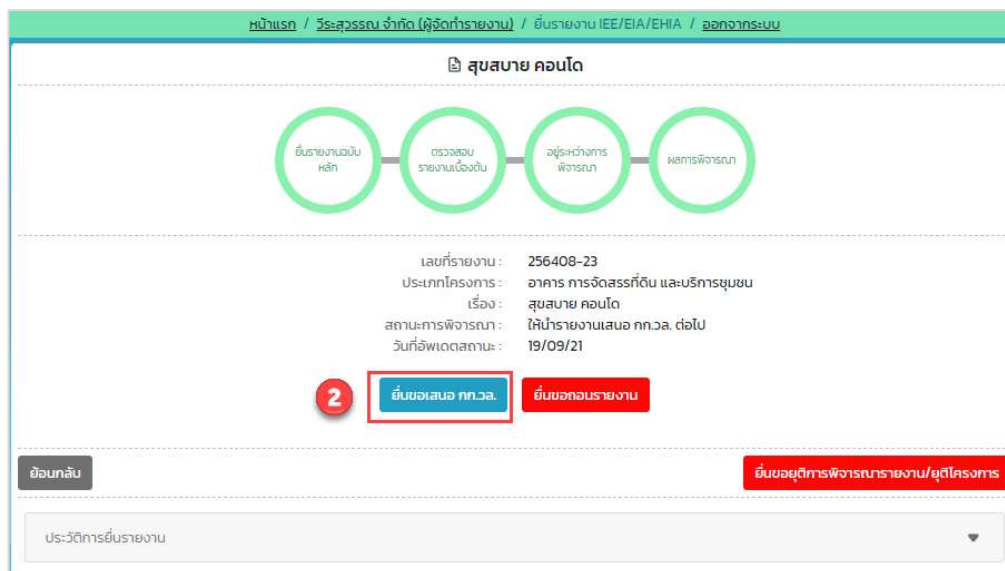 หน้าแรก / วีระสุวรรณ จำกัด (ผู้จัดทำรายงาน) / ยื่นรายงาน IEE/EIA/EHIA / ออกจากระบบ
สุขสบาย คอนโด
ยื่นรายงานฉบับ
หลัก
ตรวจสอบ
รายงานเบื้องต้น
อยู่ระหว่างการ
พิจารณา
ผลการพิจารณา
เลขที่รายงาน : 256408-23
ประเภทโครงการ : อาคาร การจัดสรรที่ดิน และบริการชุมชน
เรื่อง : สุขสบาย คอนโด
สถานะการพิจารณา : ให้นำรายงานเสนอ กก.วล. ต่อไป
วันที่อัพเดตสถานะ : 19/09/21
2 ยื่นขอเสนอ กก.วล. ยื่นขอถอนรายงาน
ย้อนกลับ ยื่นขอยุติการพิจารณารายงาน/ยุติโครงการ
ประวัติการยื่นรายงาน